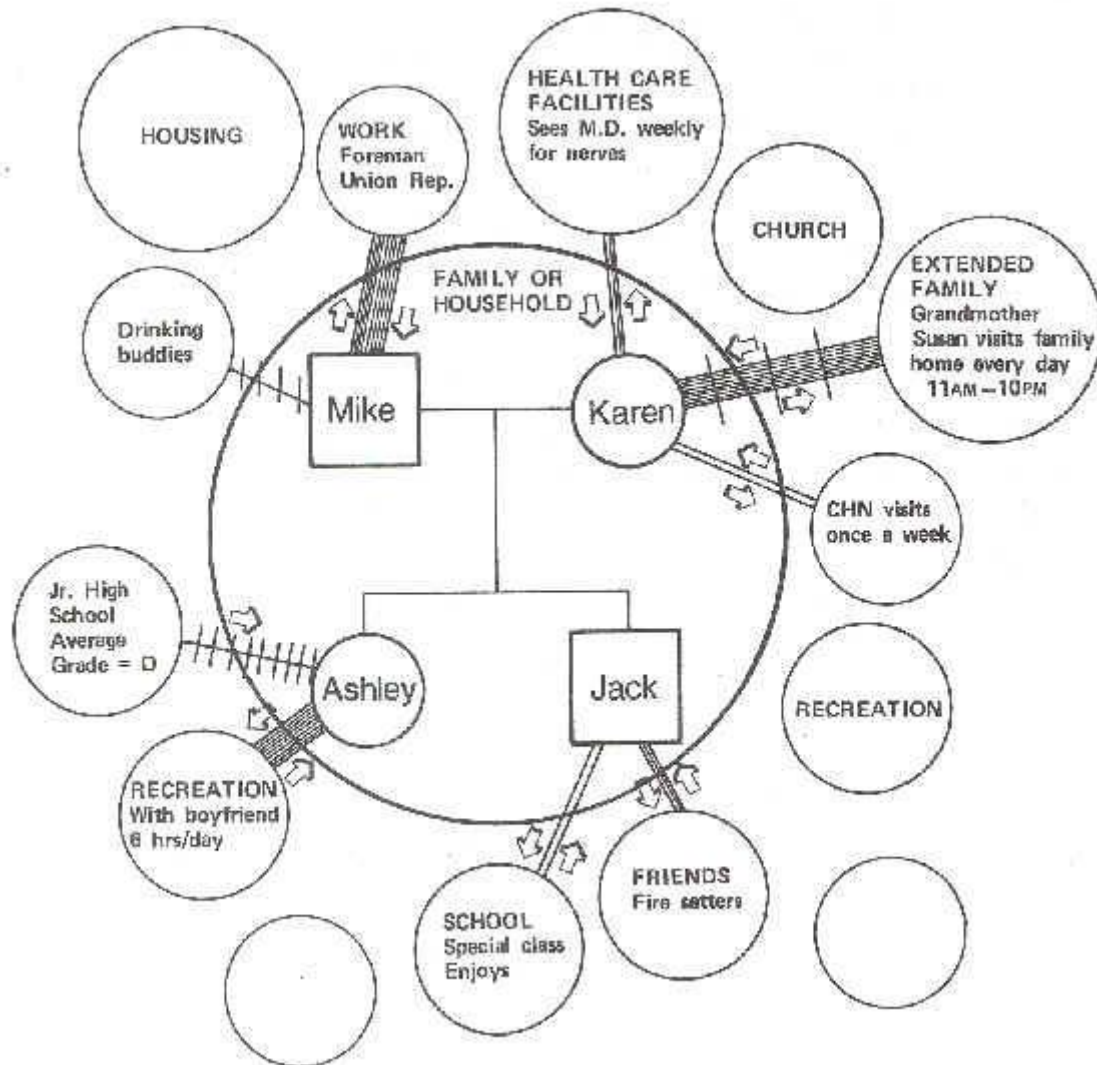 HOUSING
WORK
Foreman
Union Rep.
HEALTH CARE
FACILITIES
Sees M.D. weekly
for nerves
CHURCH
EXTENDED
FAMILY
Grandmother
Susan visits family
home every day
11AM–10PM
FAMILY OR
HOUSEHOLD
Drinking
buddies
Mike
Karen
CHN visits
once a week
Jr. High
School
Average
Grade = D
Ashley
Jack
RECREATION
RECREATION
With boyfriend
6 hrs/day
FRIENDS
Fire setters
SCHOOL
Special class
Enjoys